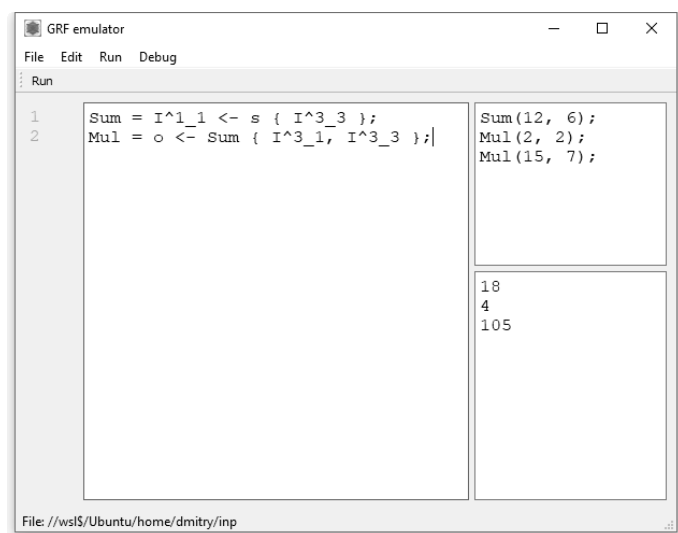 GRF emulator
File Edit Run Debug
Run
1 Sum = I^1_1 <- s { I^3_3 };
2 Mul = o <- Sum { I^3_1, I^3_3 };
Sum(12, 6);
Mul(2, 2);
Mul(15, 7);
18
4
105
File: //wsl$/Ubuntu/home/dmitry/inp